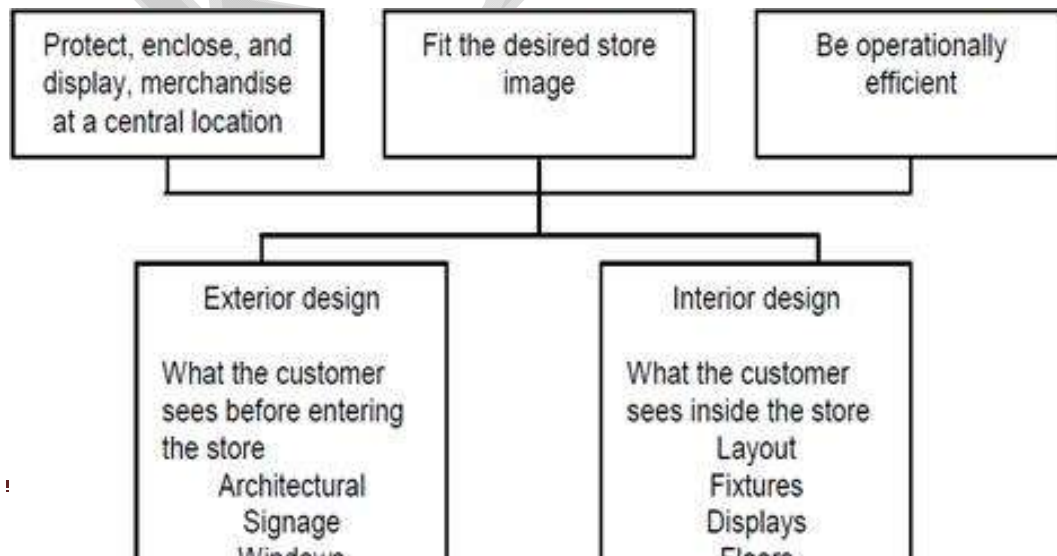 Protect, enclose, and
display, merchandise
at a central location
Fit the desired store
image
Be operationally
efficient
Exterior design
What the customer
sees before entering
the store
Architectural
Signage
Windows
Interior design
What the customer
sees inside the store
Layout
Fixtures
Displays
Floors